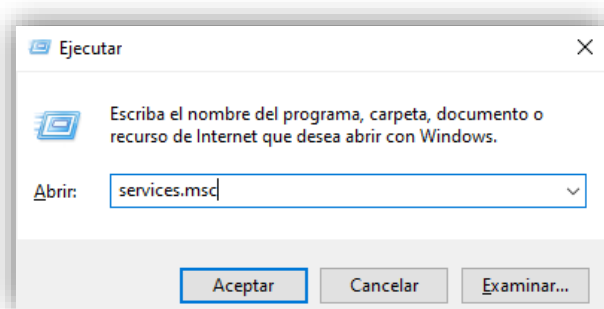 Ejecutar
Escriba el nombre del programa, carpeta, documento o
recurso de Internet que desea abrir con Windows.
Abrir: services.msc
Aceptar Cancelar Examinar...